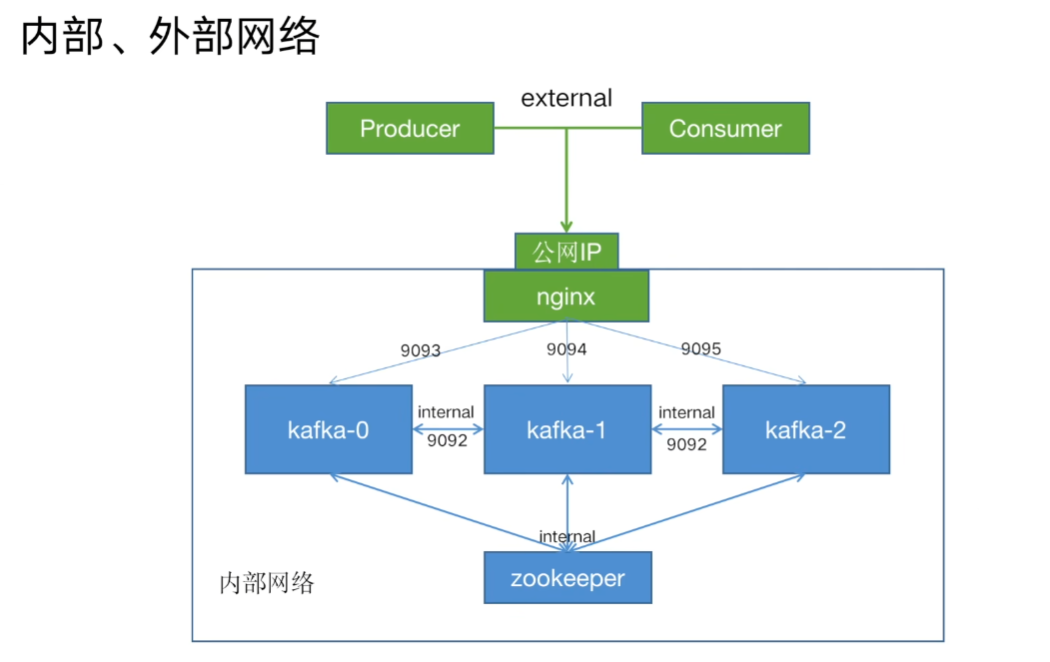 内部、外部网络
external
Producer
Consumer
公网IP
nginx
9093
9094
9095
internal
internal
kafka-0
kafka-1
kafka-2
9092
9092
internal
zookeeper
内部网络